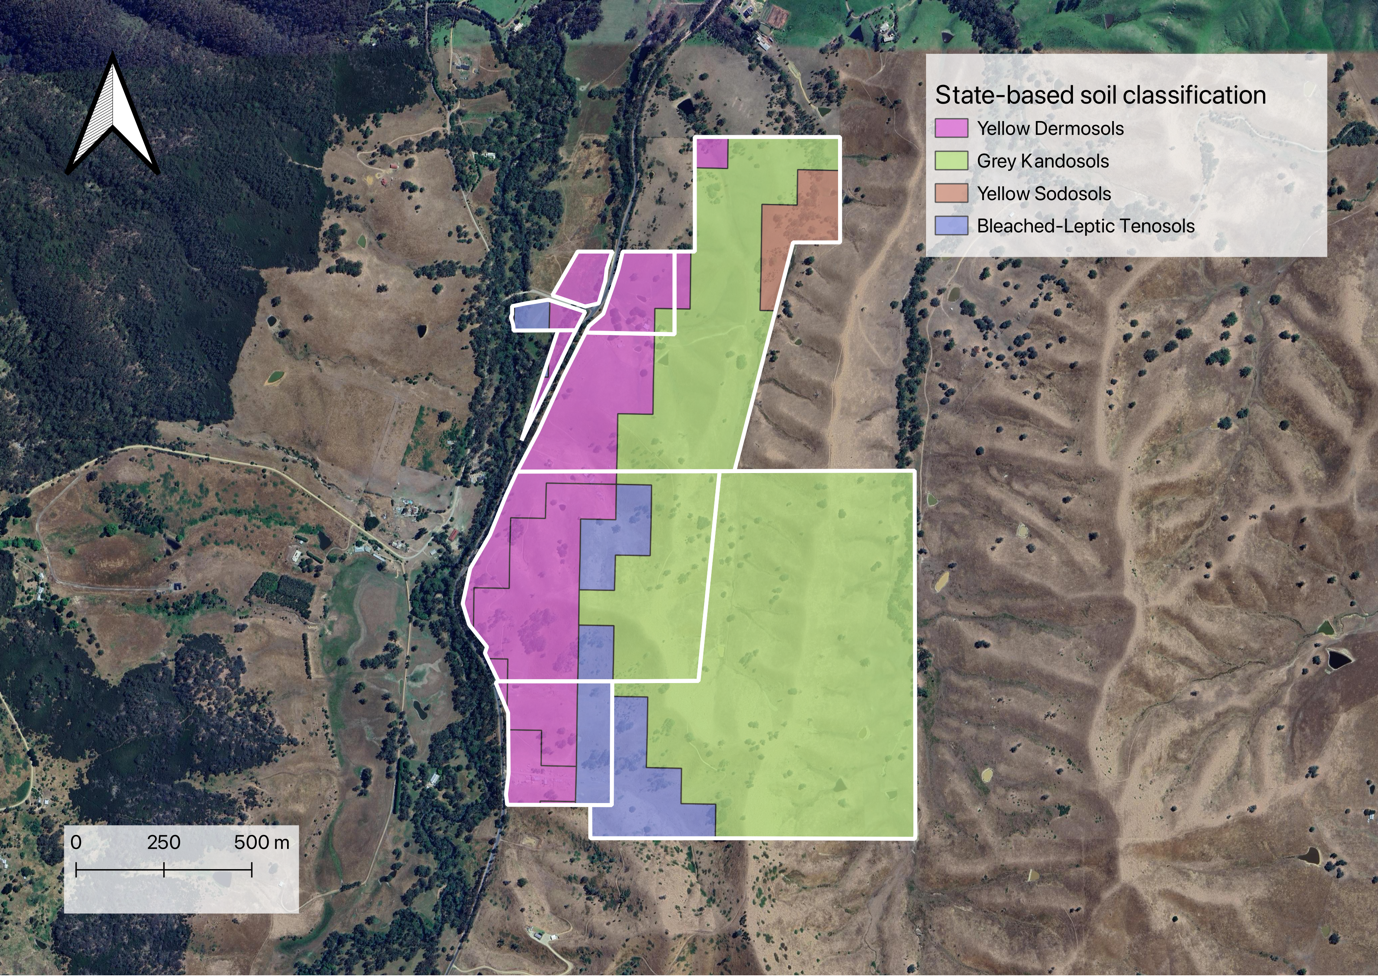 State-based soil classification
Yellow Dermosols
Grey Kandosols
Yellow Sodosols
Bleached-Leptic Tenosols
0 250 500 m